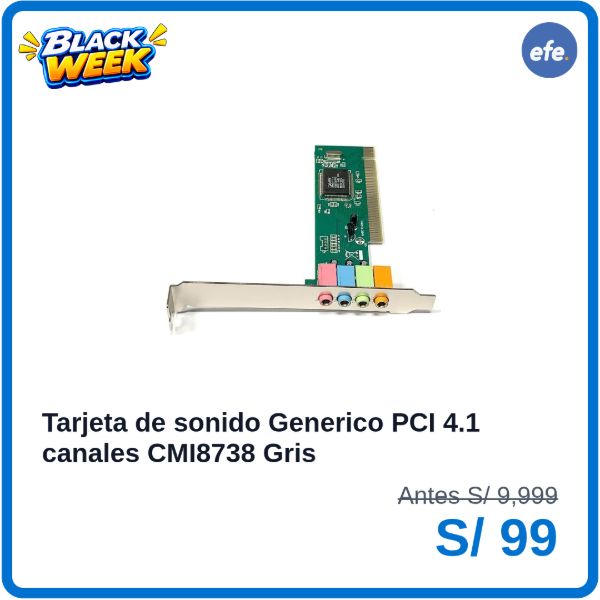 BLACK
WEEK
efe.
Tarjeta de sonido Generico PCI 4.1
canales CMI8738 Gris
Antes S/ 9,999
S/ 99